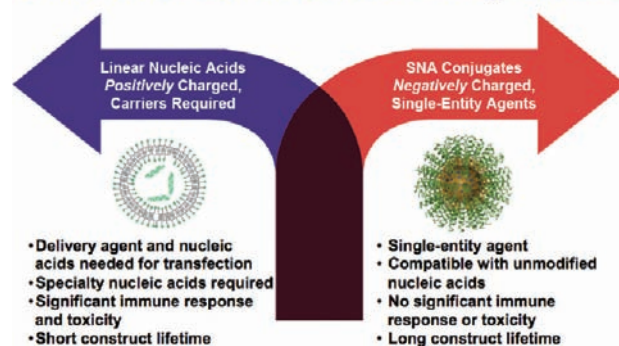 Linear Nucleic Acids
Positively Charged,
Carriers Required
SNA Conjugates
Negatively Charged,
Single-Entity Agents
•Delivery agent and nucleic
acids needed for transfection
•Specialty nucleic acids required
•Significant immune response
and toxicity
•Short construct lifetime
• Single-entity agent
• Compatible with unmodified
nucleic acids
• No significant immune
response or toxicity
• Long construct lifetime